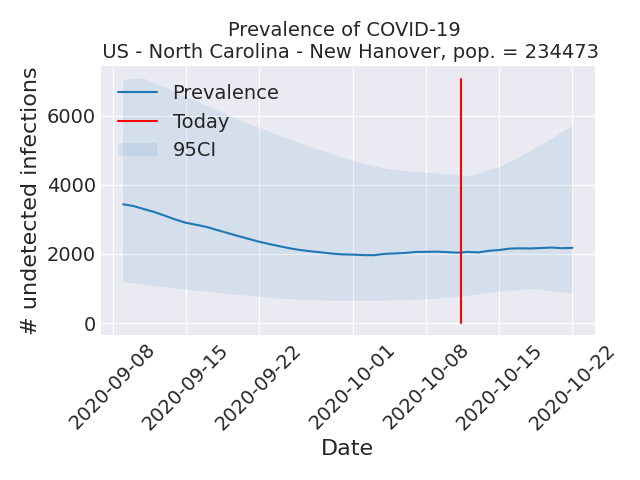 Prevalence of COVID-19
US - North Carolina - New Hanover, pop. = 234473
Prevalence
Today
95CI
# undetected infections
6000
4000
2000
0
2020-09-08
2020-09-15
2020-09-22
2020-10-01
2020-10-08
2020-10-15
2020-10-22
Date